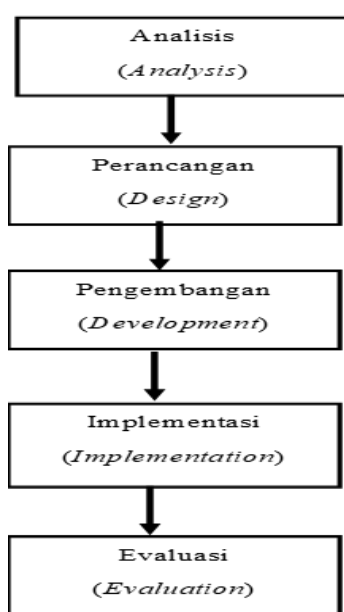 Analisis
(Analysis)
Perancangan
(Design)
Pengembangan
(Development)
Implementasi
(Implementation)
Evaluasi
(Evaluation)